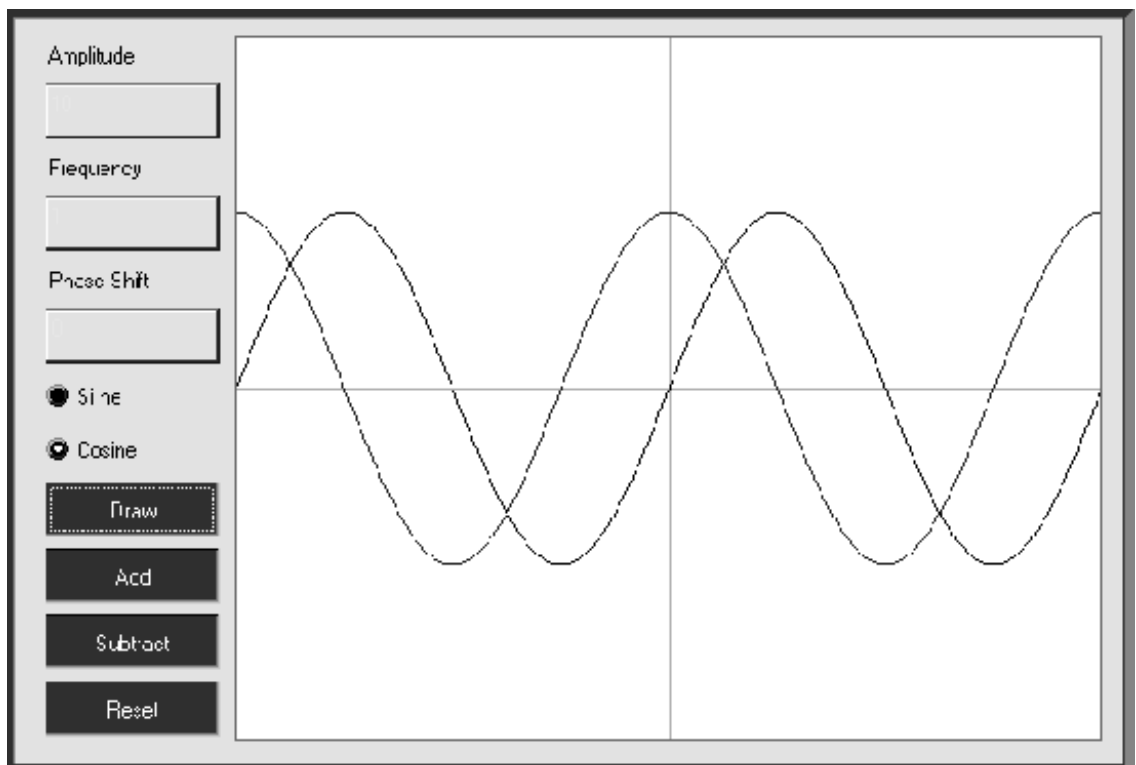 Amplitude
Frequency
Phase Shift
Sine
Cosine
Draw
Add
Subtract
Reset